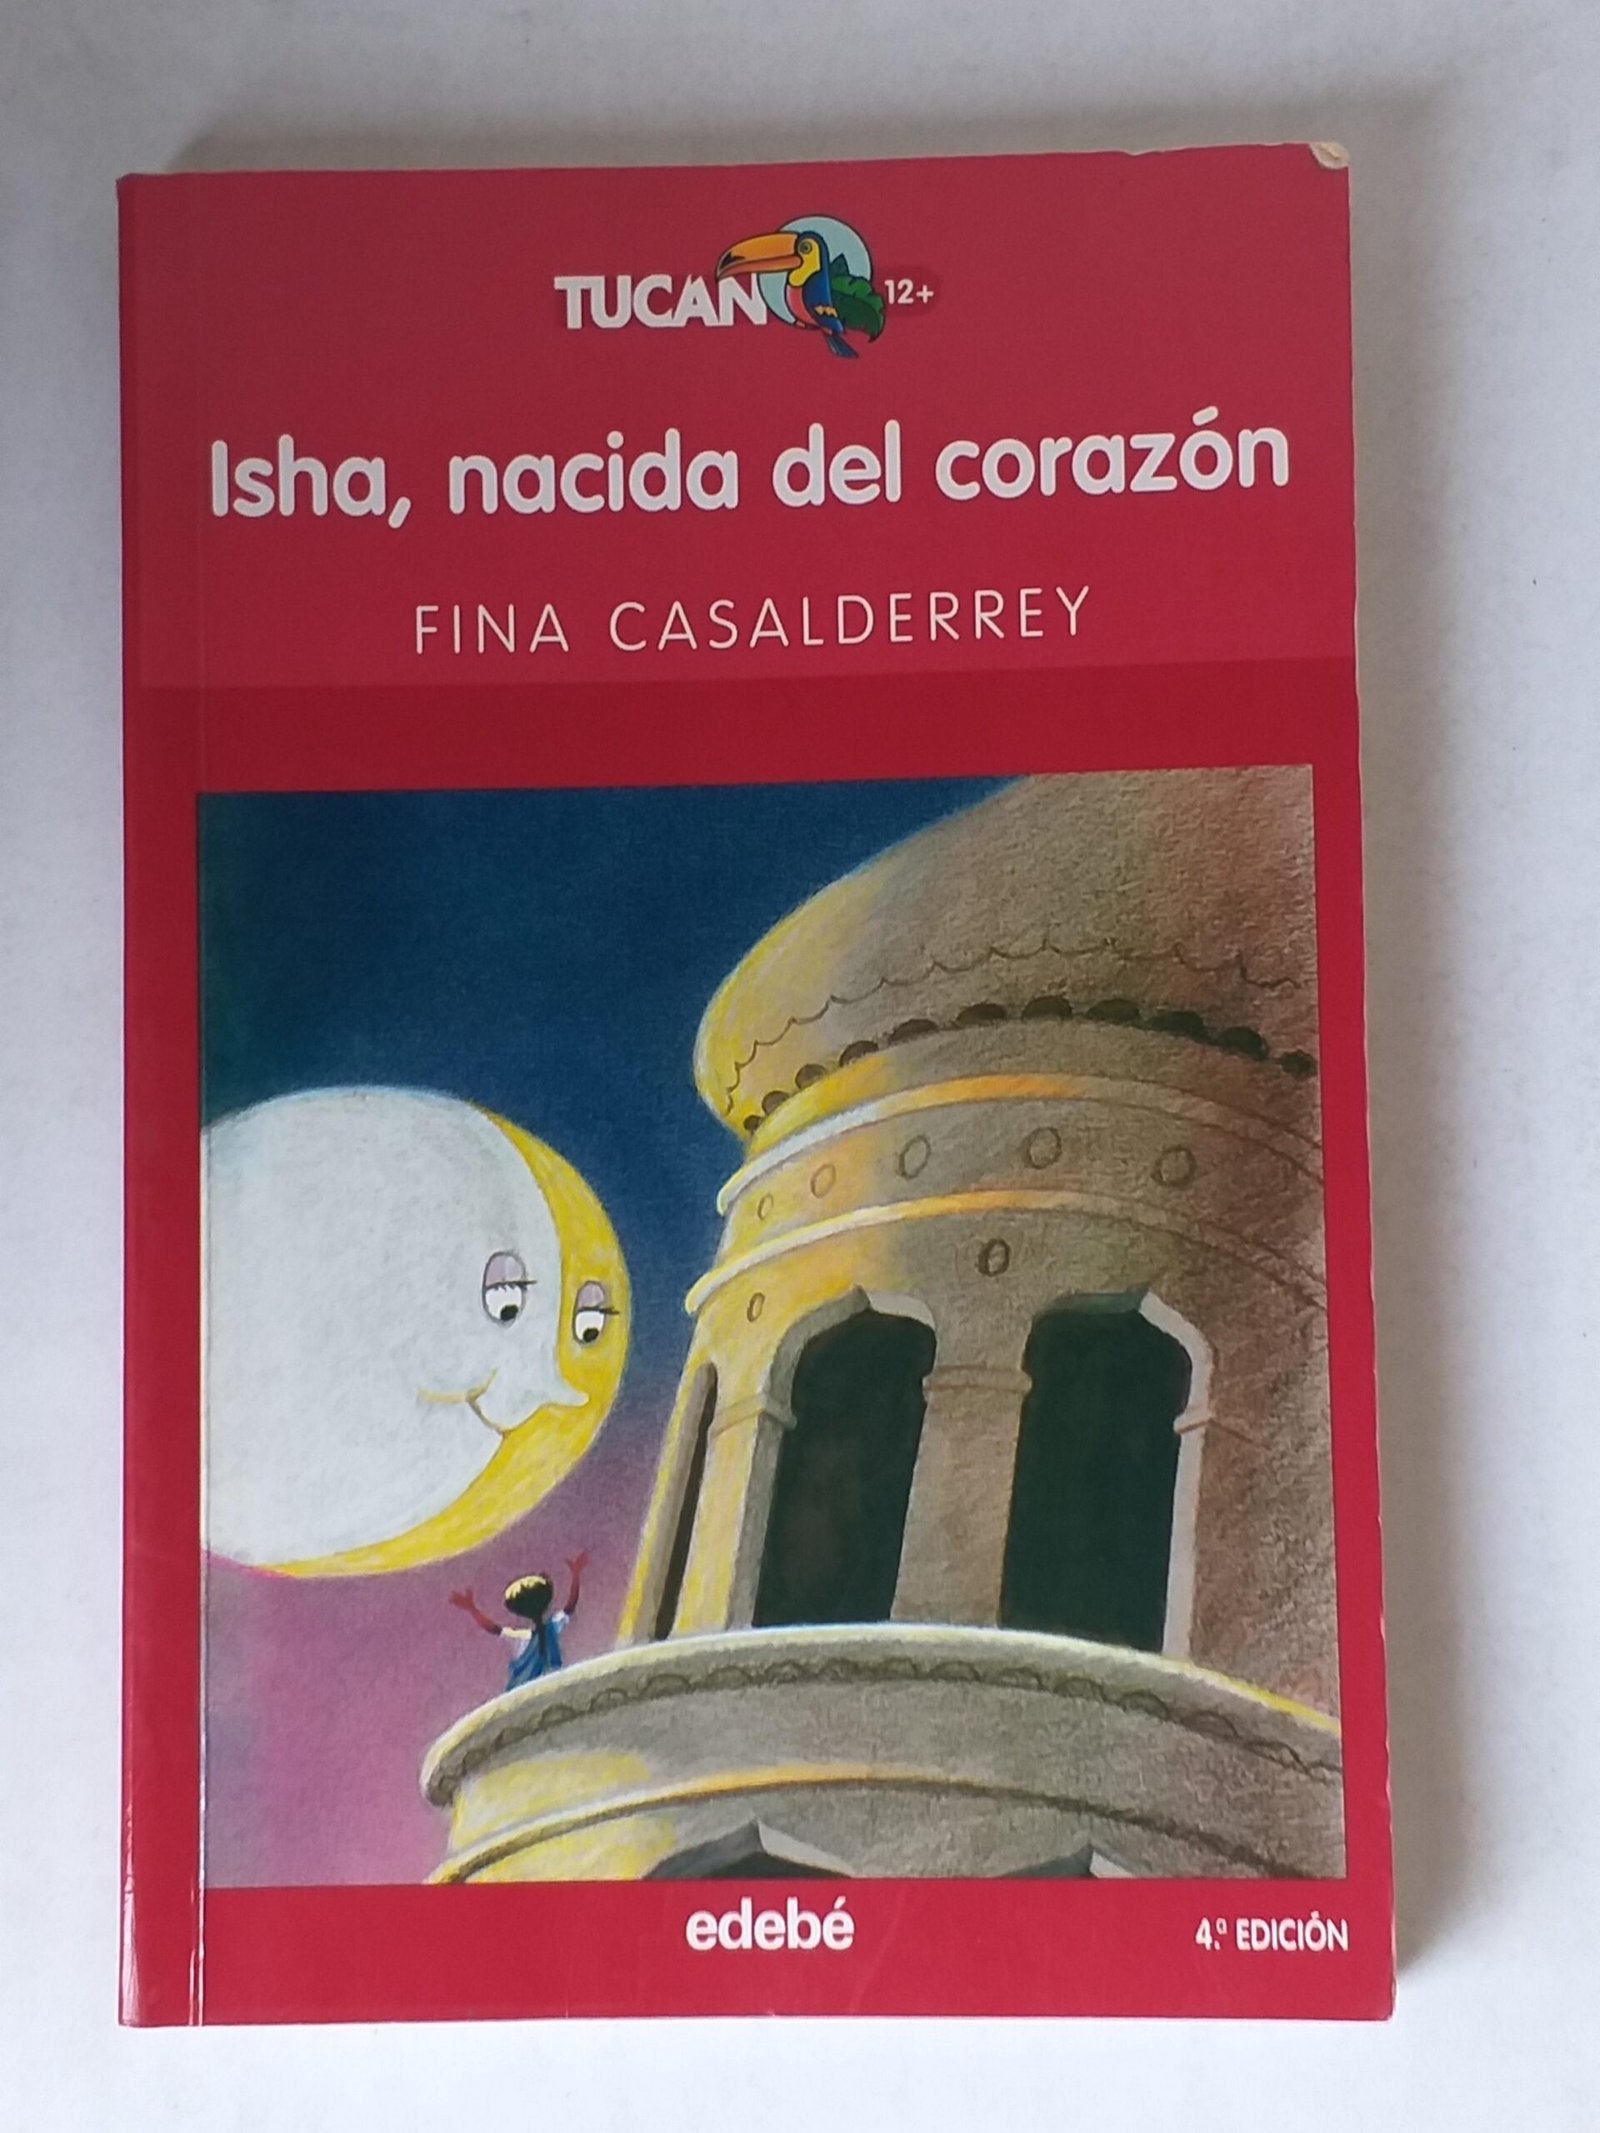 TUCAN 12+
Isha, nacida del corazón
FINA CASALDERREY
edebé
4.ª EDICIÓN